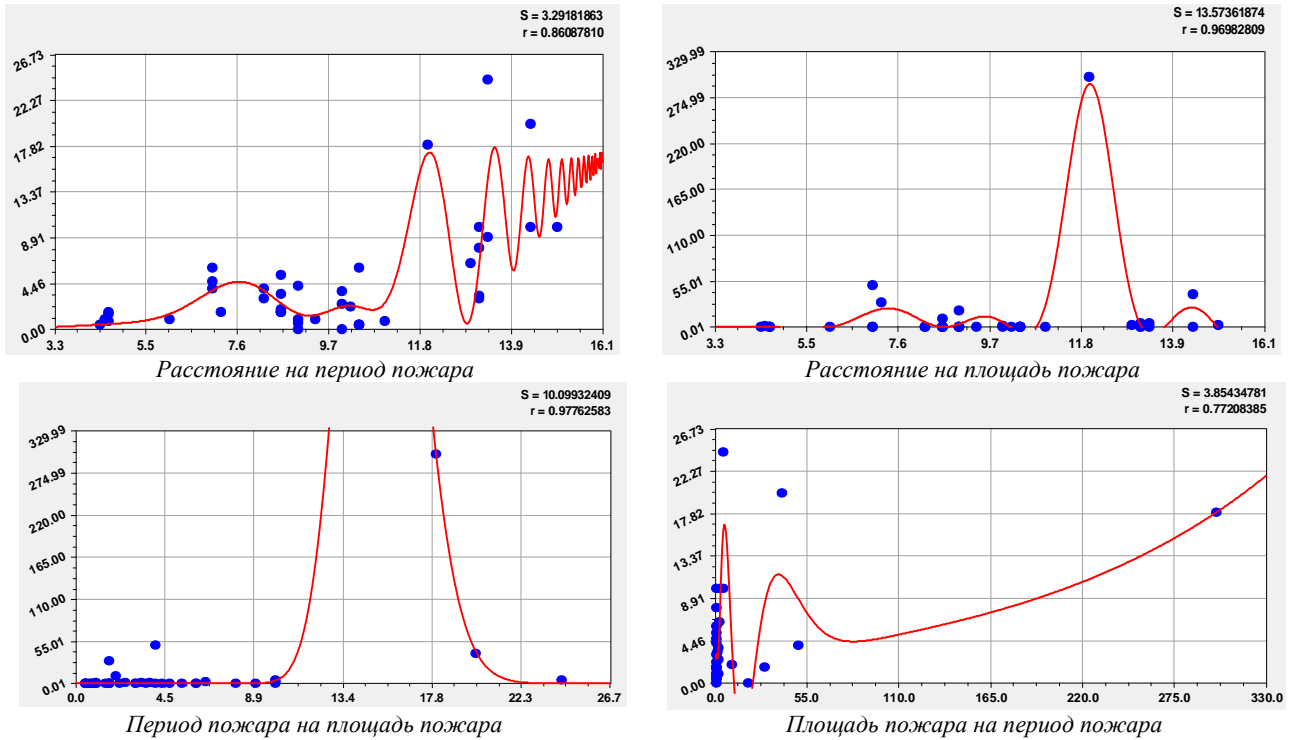 S = 3.29181863
r = 0.86087810
26.73
22.27
17.82
13.37
8.91
4.46
0.00
3.3 5.5 7.6 9.7 11.8 13.9 16.1
Расстояние на период пожара
S = 13.57361874
r = 0.96982809
329.99
274.99
220.00
165.00
110.00
55.01
0.01
3.3 5.5 7.6 9.7 11.8 13.9 16.1
Расстояние на площадь пожара
S = 10.09932409
r = 0.97762583
329.99
274.99
220.00
165.00
110.00
55.01
0.01
0.0 4.5 8.9 13.4 17.8 22.3 26.7
Период пожара на площадь пожара
S = 3.85434781
r = 0.77208385
26.73
22.27
17.82
13.37
8.91
4.46
0.00
0.0 55.0 110.0 165.0 220.0 275.0 330.0
Площадь пожара на период пожара